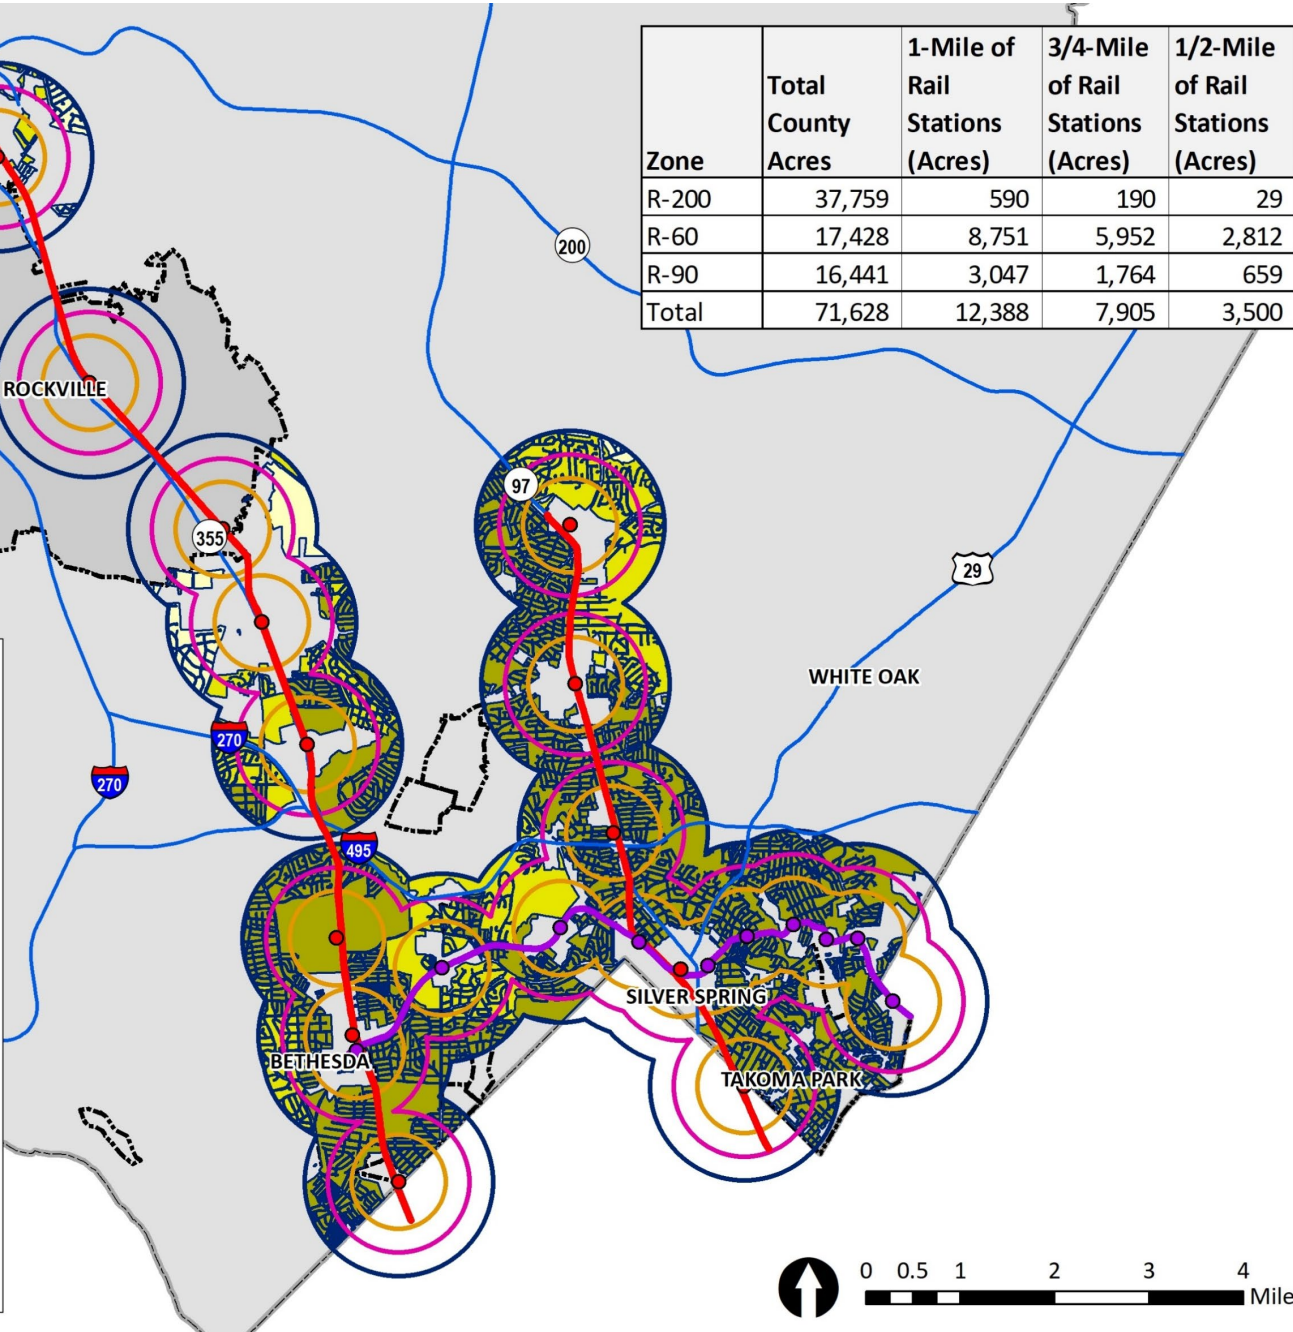 Zone Total County Acres 1-Mile of Rail Stations (Acres) 3/4-Mile of Rail Stations (Acres) 1/2-Mile of Rail Stations (Acres)
R-200 37,759 590 190 29
R-60 17,428 8,751 5,952 2,812
R-90 16,441 3,047 1,764 659
Total 71,628 12,388 7,905 3,500
200
ROCKVILLE
97
355
29
WHITE OAK
270
270
495
SILVER SPRING
BETHESDA
TAKOMA PARK
0 0.5 1 2 3 4
Mile